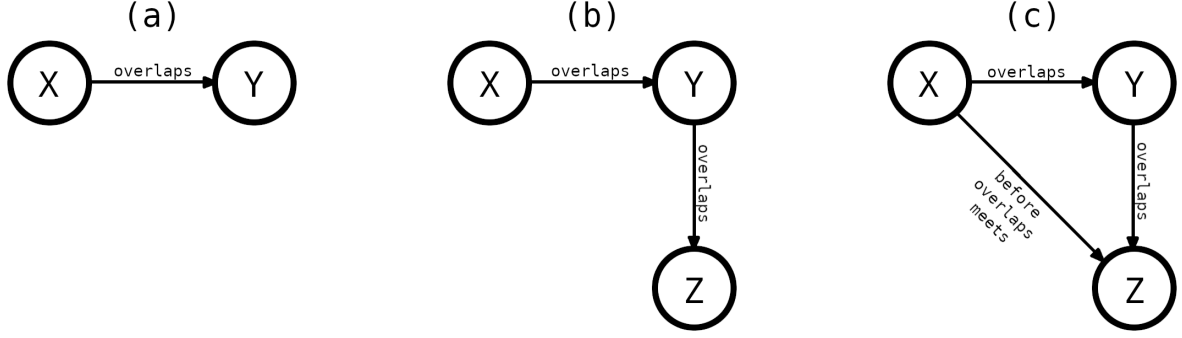 (a)
X
overlaps
Y
(b)
X
overlaps
Y
overlaps
Z
(c)
X
overlaps
Y
before
overlaps
meets
overlaps
Z